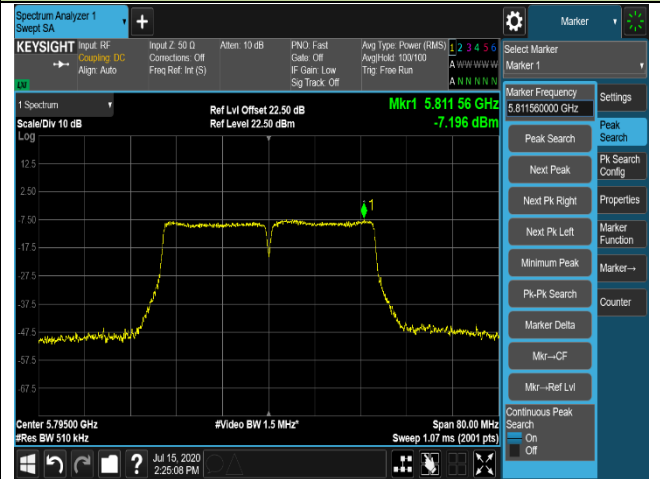 Spectrum Analyzer 1
Swept SA
+
Marker
KEYSIGHT
Input: RF
Coupling: DC
Align: Auto
Input Z: 50 Ω
Corrections: Off
Freq Ref: Int (S)
Atten: 10 dB
PNO: Fast
Gate: Off
IF Gain: Low
Sig Track: Off
Avg Type: Power (RMS)
Avg|Hold: 100/100
Trig: Free Run
1 2 3 4 5 6
A W W W W W
A N N N N N
LXI
Select Marker
Marker 1
1 Spectrum
Scale/Div 10 dB
Log
Ref Lvl Offset 22.50 dB
Ref Level 22.50 dBm
Mkr1 5.811 56 GHz
-7.196 dBm
12.5
2.50
-7.50
-17.5
-27.5
-37.5
-47.5
-57.5
-67.5
1
Center 5.79500 GHz
#Res BW 510 kHz
#Video BW 1.5 MHz*
Span 80.00 MHz
Sweep 1.07 ms (2001 pts)
Marker Frequency
5.811560000 GHz
Peak Search
Next Peak
Next Pk Right
Next Pk Left
Minimum Peak
Pk-Pk Search
Marker Delta
Mkr→CF
Mkr→Ref Lvl
Continuous Peak
Search
On
Off
Settings
Peak
Search
Pk Search
Config
Properties
Marker
Function
Marker→
Counter
?
Jul 15, 2020
2:25:08 PM